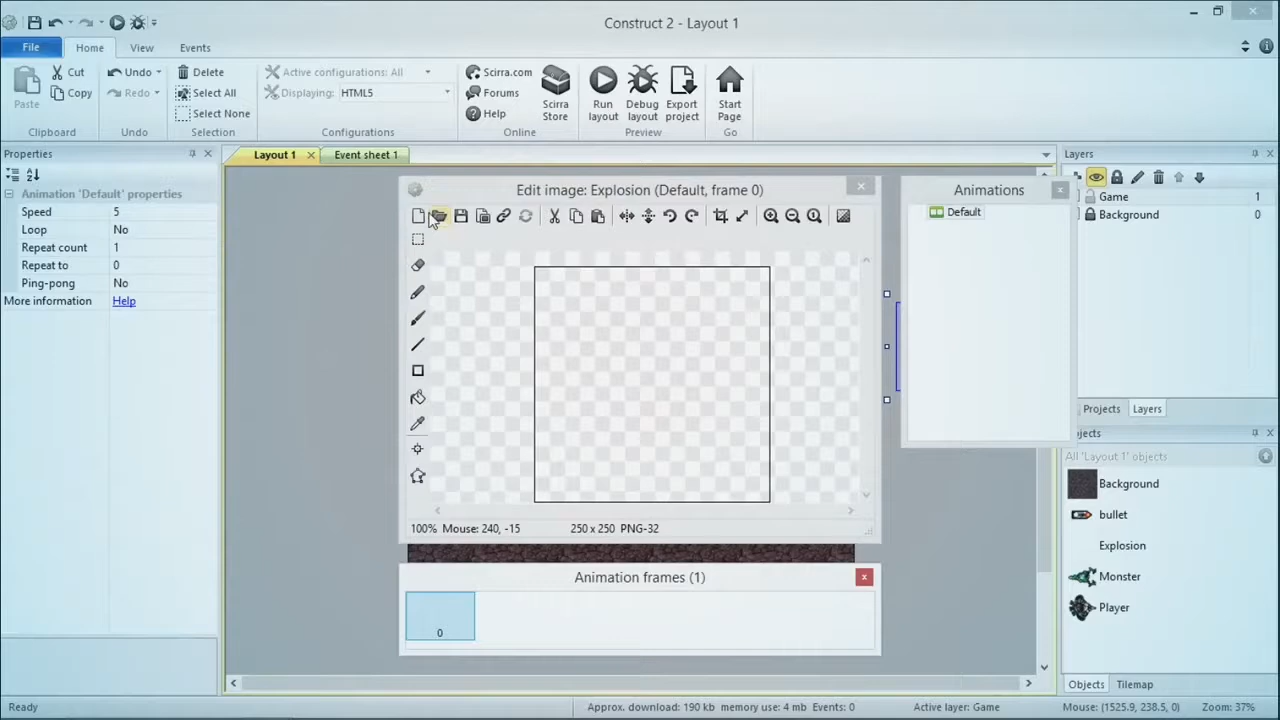 Construct 2 - Layout 1
File Home View Events
Paste Cut Copy
Clipboard
Undo
Redo
Undo
Delete
Select All
Select None
Selection
Active configurations: All
Displaying: HTML5
Configurations
Scirra.com
Forums
Help
Scirra Store
Online
Run layout
Debug layout
Export project
Preview
Start Page
Go
Properties
Animation 'Default' properties
Speed 5
Loop No
Repeat count 1
Repeat to 0
Ping-pong No
More information Help
Layout 1 Event sheet 1
Edit image: Explosion (Default, frame 0)
100% Mouse: 240, -15 250 x 250 PNG-32
Animation frames (1)
0
Animations
Default
Layers
Game 1
Background 0
Projects Layers
All 'Layout 1' objects
Background
bullet
Explosion
Monster
Player
Objects Tilemap
Ready Approx. download: 190 kb memory use: 4 mb Events: 0 Active layer: Game Mouse: (1525.9, 238.5, 0) Zoom: 37%